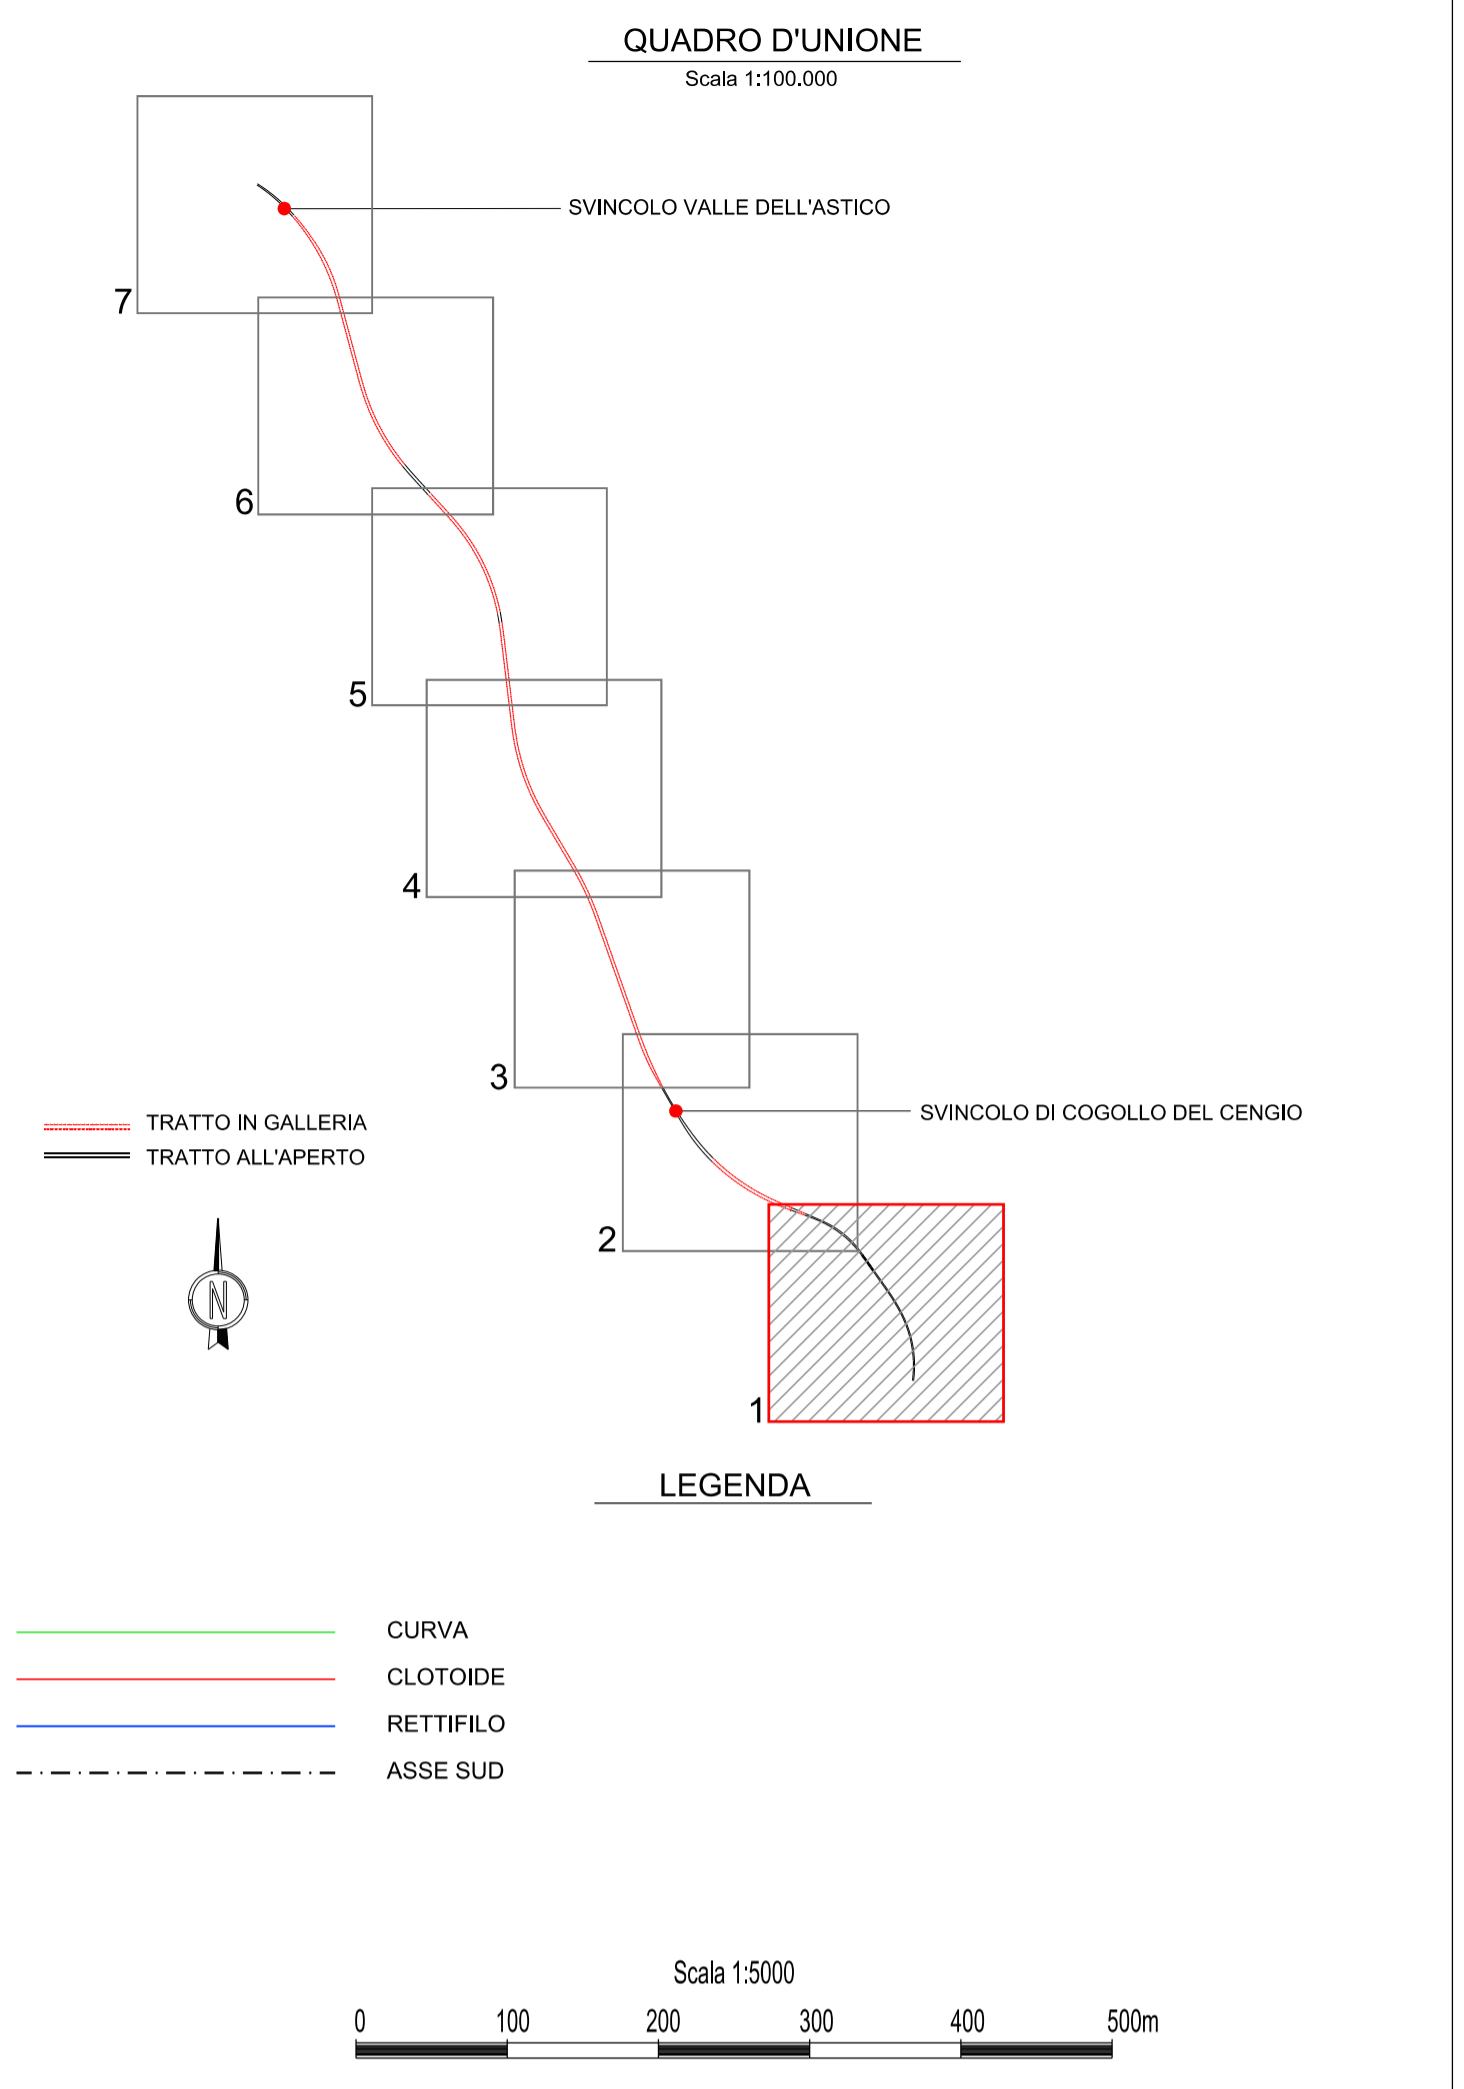 QUADRO D'UNIONE
Scala 1:100.000
SVINCOLO VALLE DELL'ASTICO
7
6
5
4
3
SVINCOLO DI COGOLLO DEL CENGIO
TRATTO IN GALLERIA
TRATTO ALL'APERTO
2
N
1
LEGENDA
CURVA
CLOTOIDE
RETTIFILO
ASSE SUD
Scala 1:5000
0 100 200 300 400 500m